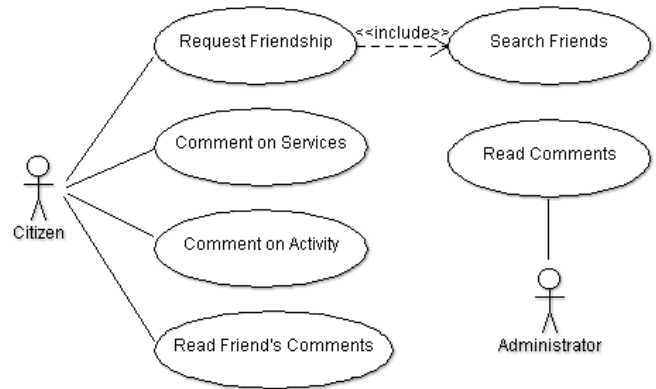 Request Friendship
<<include>>
Search Friends
Comment on Services
Read Comments
Citizen
Comment on Activity
Administrator
Read Friend's Comments